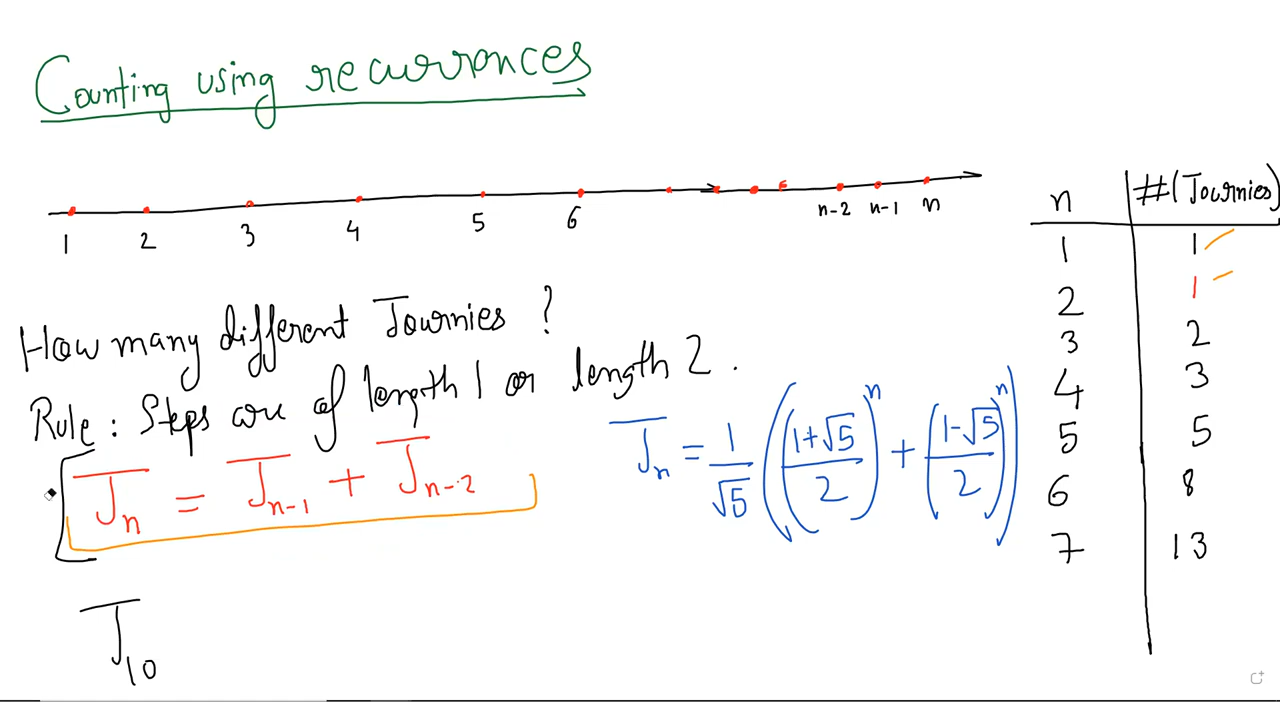 Counting using recurrences
1 2 3 4 5 6 n-2 n-1 n
How many different Journies ?
Rule : Steps are of length 1 or length 2 .
J_n = J_{n-1} + J_{n-2}
J_n = 1/√5 (((1+√5)/2)^n + ((1-√5)/2)^n)
J_10
n #(Journies)
1 1
2 1
3 2
4 3
5 5
6 8
7 13